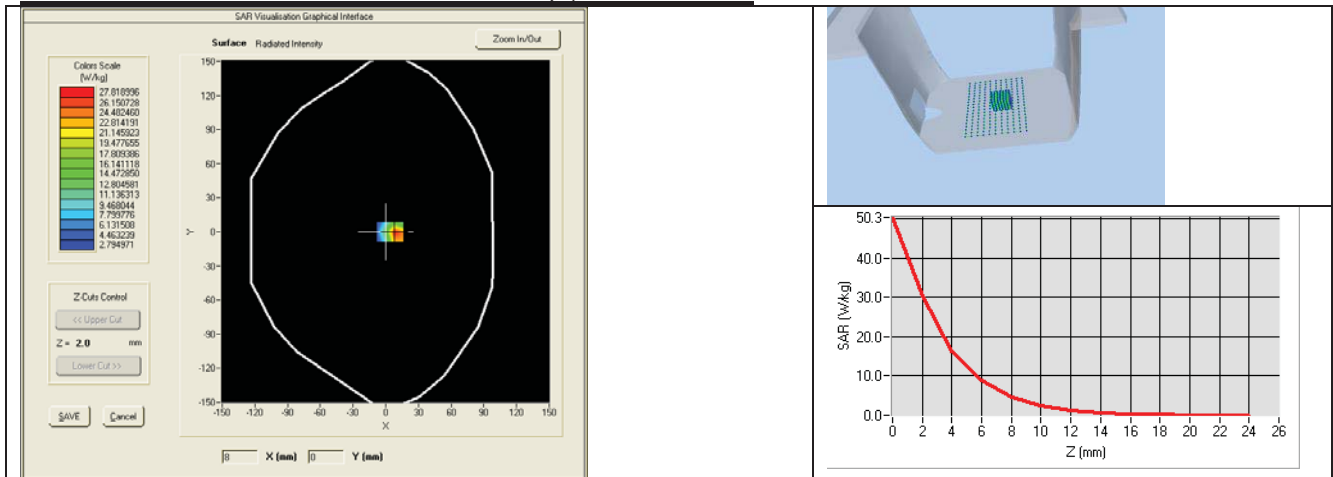 SAR Visualisation Graphical Interface
Surface Radiated Intensity
Zoom In/Out
Colors Scale
(W/kg)
27.818996
26.150728
24.482460
22.814191
21.145923
19.477655
17.809386
16.141118
14.472850
12.804581
11.136313
9.468044
7.799776
6.131508
4.463239
2.794971
Z-Cuts Control
<< Upper Cut
Z = 2.0 mm
Lower Cut >>
SAVE Cancel
150
120
90
60
30
0
-30
-60
-90
-120
-150
Y
-150 -120 -90 -60 -30 0 30 60 90 120 150
X
8 X (mm) 0 Y (mm)
50.3
40.0
30.0
20.0
10.0
0.0
SAR (W/kg)
0 2 4 6 8 10 12 14 16 18 20 22 24 26
Z (mm)